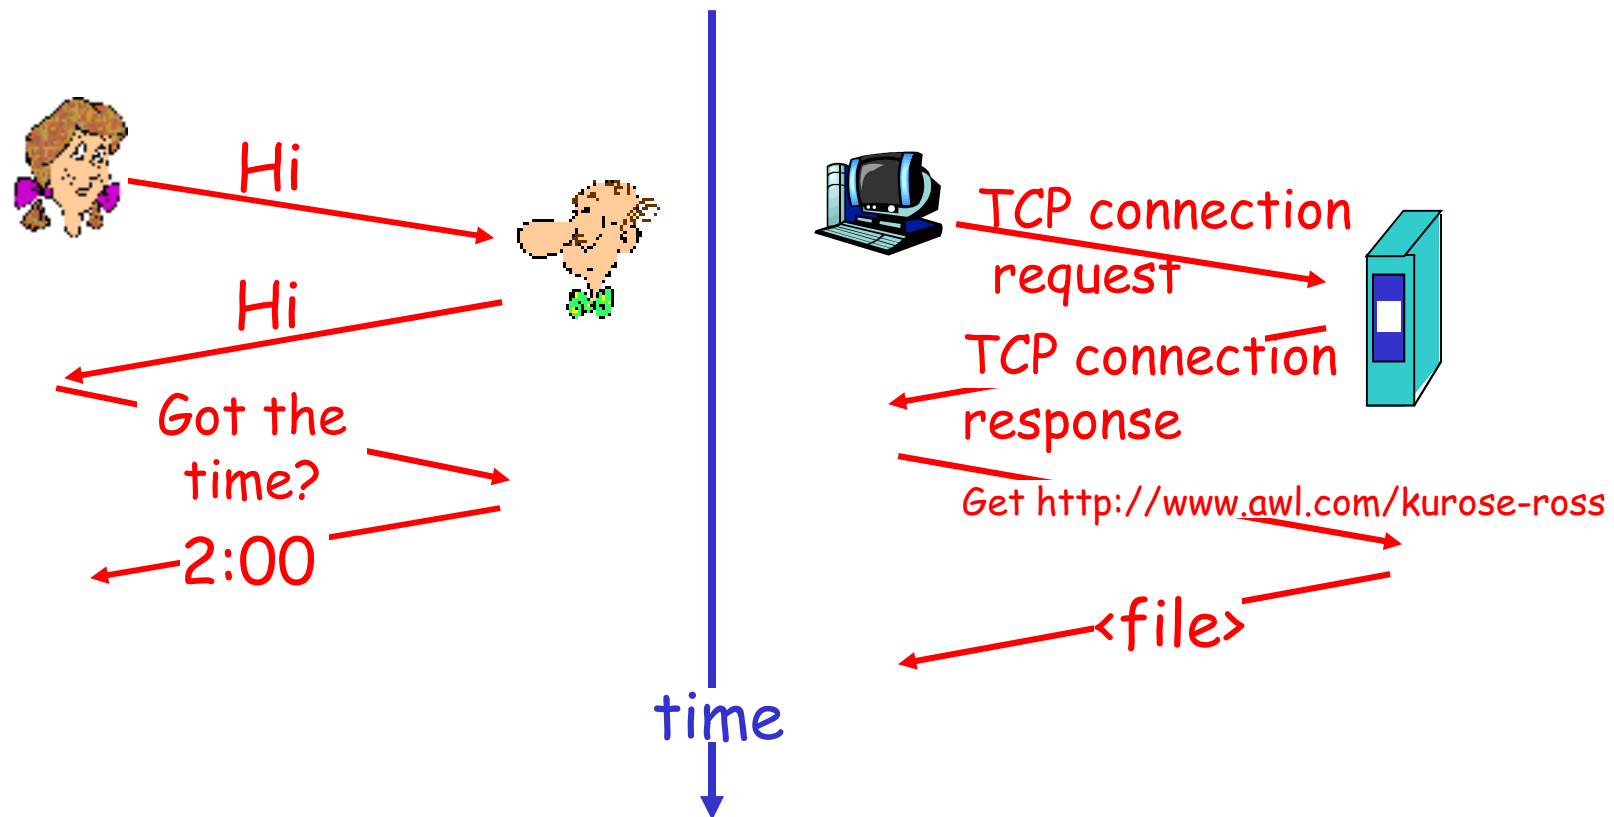 Hi
Hi
Got the
time?
2:00
TCP connection
request
TCP connection
response
Get http://www.awl.com/kurose-ross
<file>
time